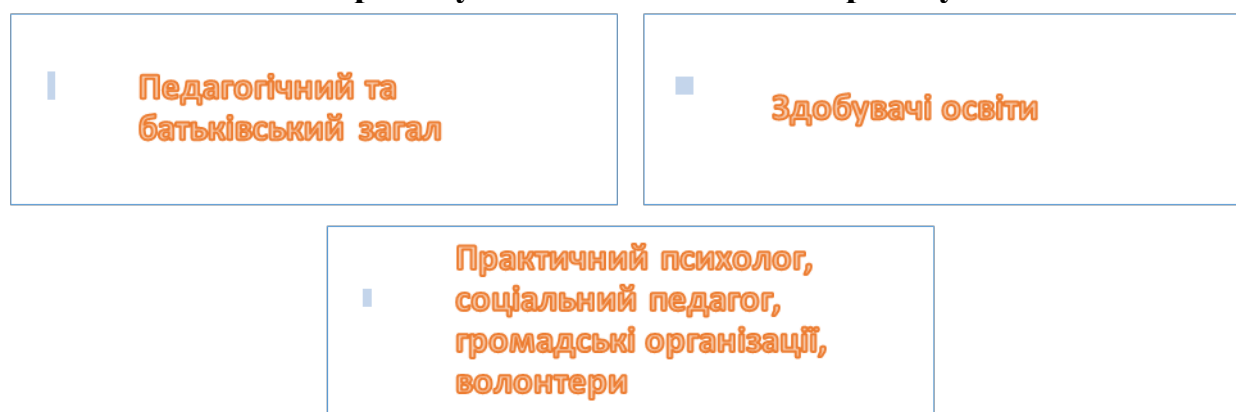 Педагогічний та
батьківський загал
Здобувачі освіти
Практичний психолог,
соціальний педагог,
громадські організації,
волонтери